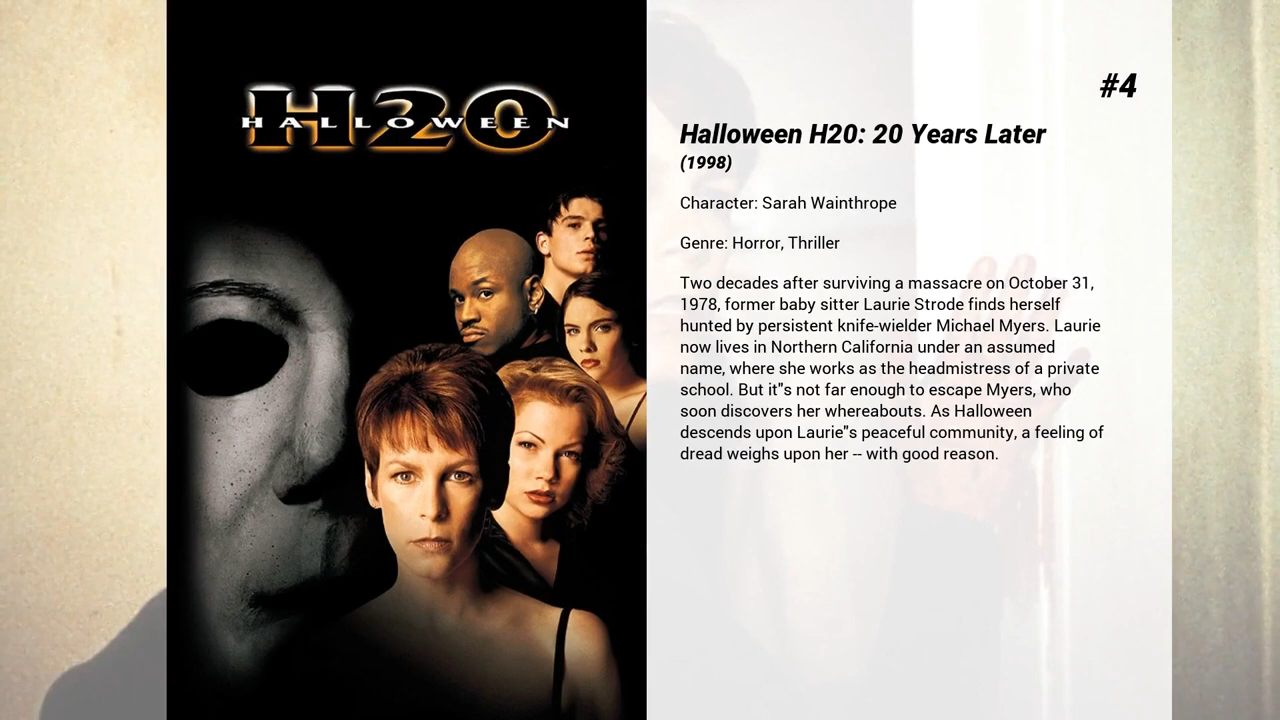 H20
HALLOWEEN
#4
Halloween H20: 20 Years Later
(1998)
Character: Sarah Wainthrope
Genre: Horror, Thriller
Two decades after surviving a massacre on October 31,
1978, former baby sitter Laurie Strode finds herself
hunted by persistent knife-wielder Michael Myers. Laurie
now lives in Northern California under an assumed
name, where she works as the headmistress of a private
school. But it"s not far enough to escape Myers, who
soon discovers her whereabouts. As Halloween
descends upon Laurie"s peaceful community, a feeling of
dread weighs upon her -- with good reason.